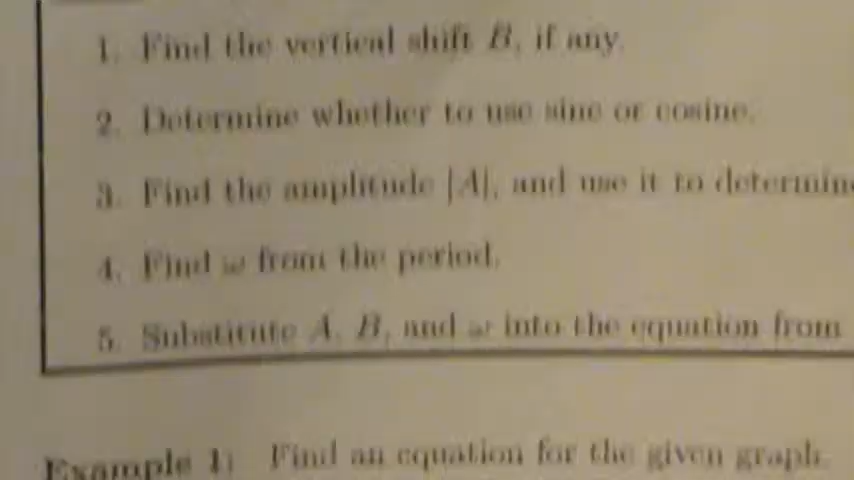 1. Find the vertical shift B, if any.
2. Determine whether to use sine or cosine.
3. Find the amplitude |A|, and use it to determine
4. Find ω from the period.
5. Substitute A, B, and ω into the equation from
Example 1: Find an equation for the given graph.